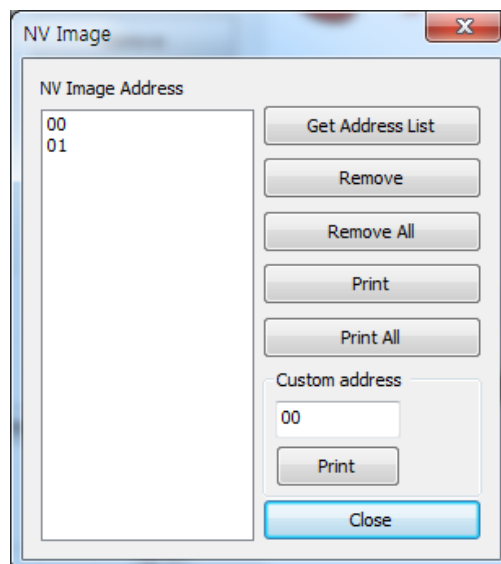 NV Image
NV Image Address
00
01
Get Address List
Remove
Remove All
Print
Print All
Custom address
00
Print
Close